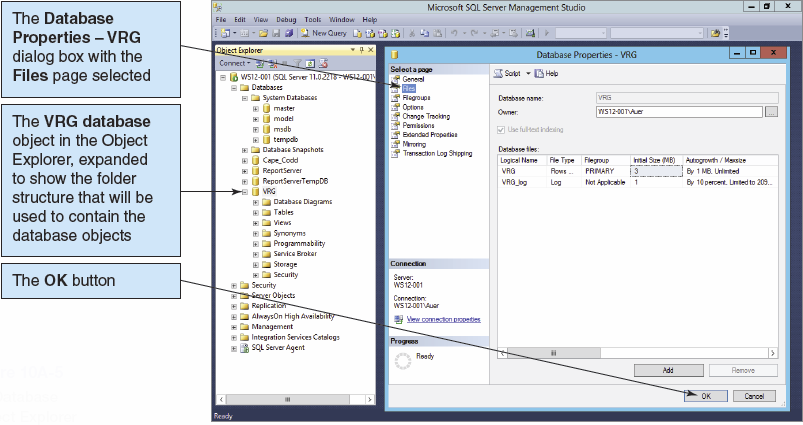 The Database
Properties – VRG
dialog box with the
Files page selected
The VRG database
object in the Object
Explorer, expanded
to show the folder
structure that will be
used to contain the
database objects
The OK button
Microsoft SQL Server Management Studio
File Edit View Debug Tools Window Help
New Query
Object Explorer
Connect
WS12-001 (SQL Server 11.0.2218 - WS12-001\
Databases
System Databases
master
model
msdb
tempdb
Database Snapshots
Cape_Codd
ReportServer
ReportServerTempDB
VRG
Database Diagrams
Tables
Views
Synonyms
Programmability
Service Broker
Storage
Security
Security
Server Objects
Replication
AlwaysOn High Availability
Management
Integration Services Catalogs
SQL Server Agent
Ready
Database Properties - VRG
Select a page
General
Files
Filegroups
Options
Change Tracking
Permissions
Extended Properties
Mirroring
Transaction Log Shipping
Connection
Server:
WS12-001
Connection:
WS12-001\Auer
View connection properties
Progress
Ready
Script Help
Database name: VRG
Owner: WS12-001\Auer ...
Use full-text indexing
Database files:
Logical Name File Type Filegroup Initial Size (MB) Autogrowth / Maxsize
VRG Rows ... PRIMARY 3 By 1 MB, Unlimited
VRG_log Log Not Applicable 1 By 10 percent, Limited to 209...
Add Remove
OK Cancel